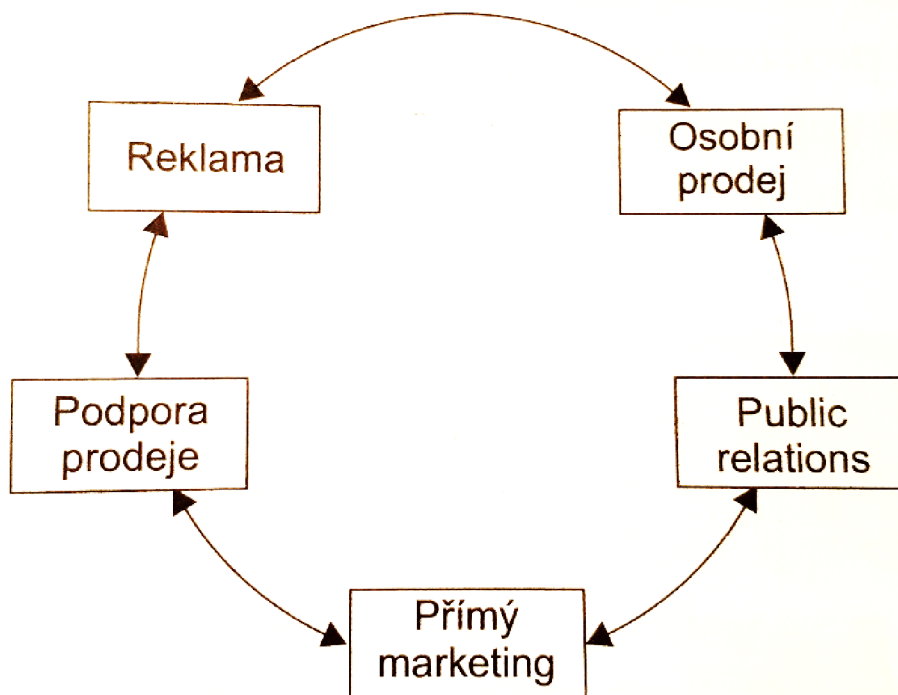 Reklama
Osobní
prodej
Podpora
prodeje
Public
relations
Přímý
marketing